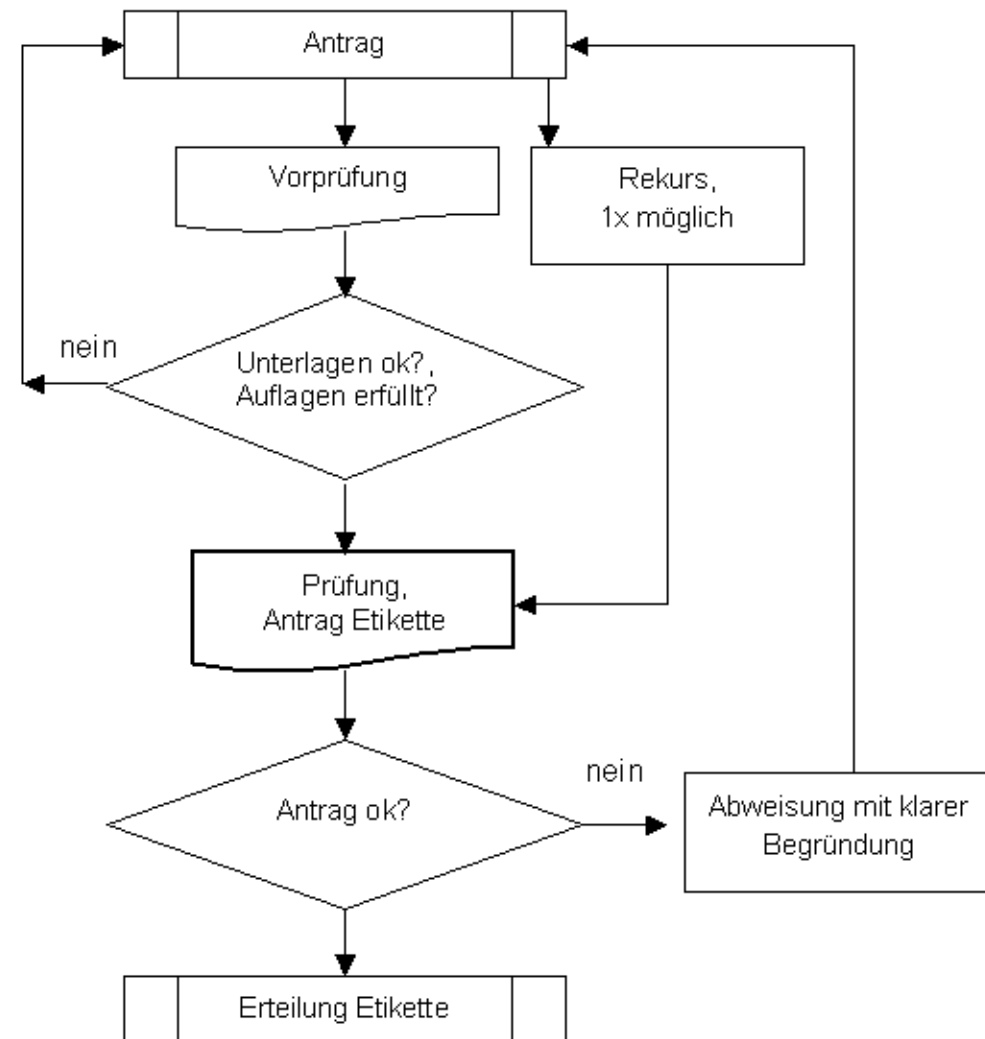 Antrag
Vorprüfung
Rekurs,
1x möglich
nein
Unterlagen ok?,
Auflagen erfüllt?
Prüfung,
Antrag Etikette
Antrag ok?
nein
Abweisung mit klarer
Begründung
Erteilung Etikette